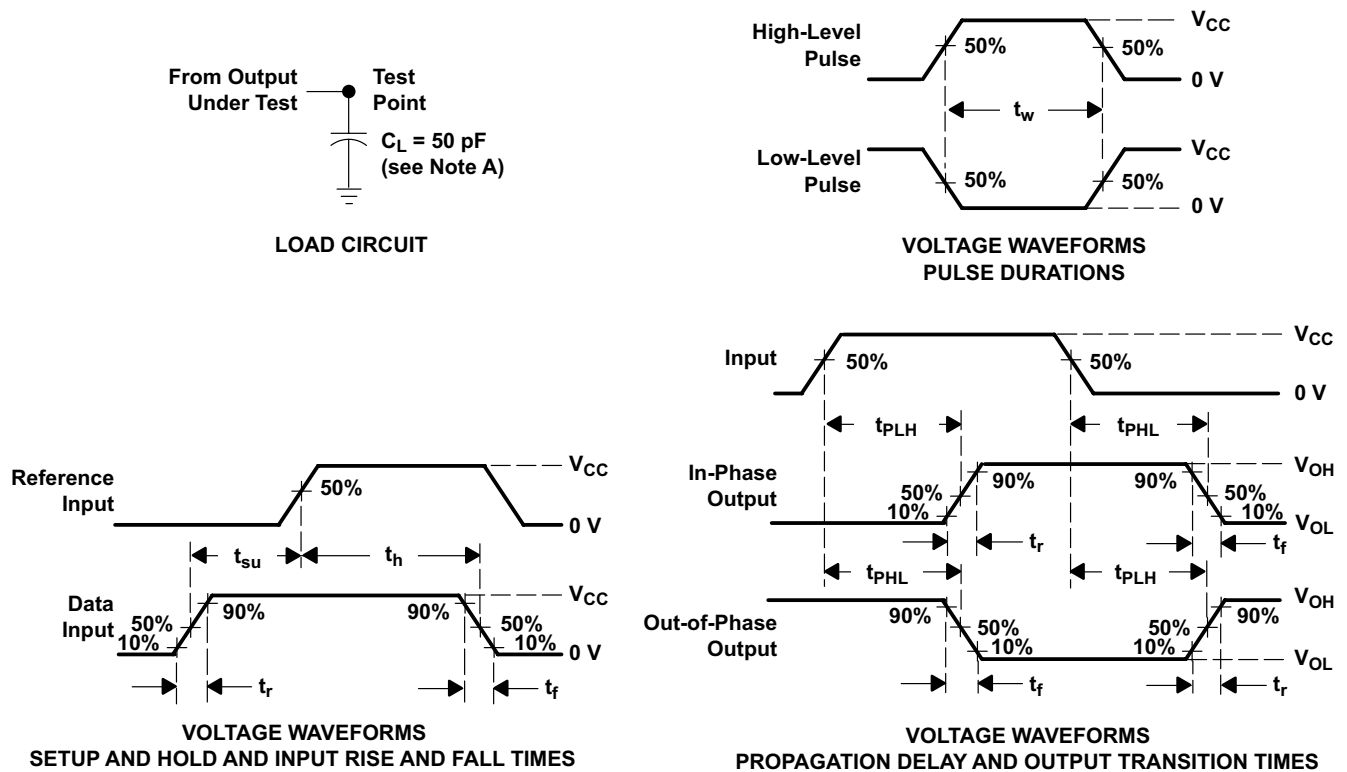 From Output
Under Test
Test
Point
C_L = 50 pF
(see Note A)
LOAD CIRCUIT
High-Level
Pulse
50%
50%
V_CC
0 V
t_w
Low-Level
Pulse
50%
50%
V_CC
0 V
VOLTAGE WAVEFORMS
PULSE DURATIONS
Reference
Input
50%
V_CC
0 V
t_su
t_h
Data
Input
50%
10%
90%
90%
50%
10%
V_CC
0 V
t_r
t_f
VOLTAGE WAVEFORMS
SETUP AND HOLD AND INPUT RISE AND FALL TIMES
Input
50%
50%
V_CC
0 V
t_PLH
t_PHL
In-Phase
Output
50%
10%
90%
90%
50%
10%
V_OH
V_OL
t_r
t_f
t_PHL
t_PLH
Out-of-Phase
Output
90%
50%
10%
50%
10%
90%
V_OH
V_OL
t_f
t_r
VOLTAGE WAVEFORMS
PROPAGATION DELAY AND OUTPUT TRANSITION TIMES